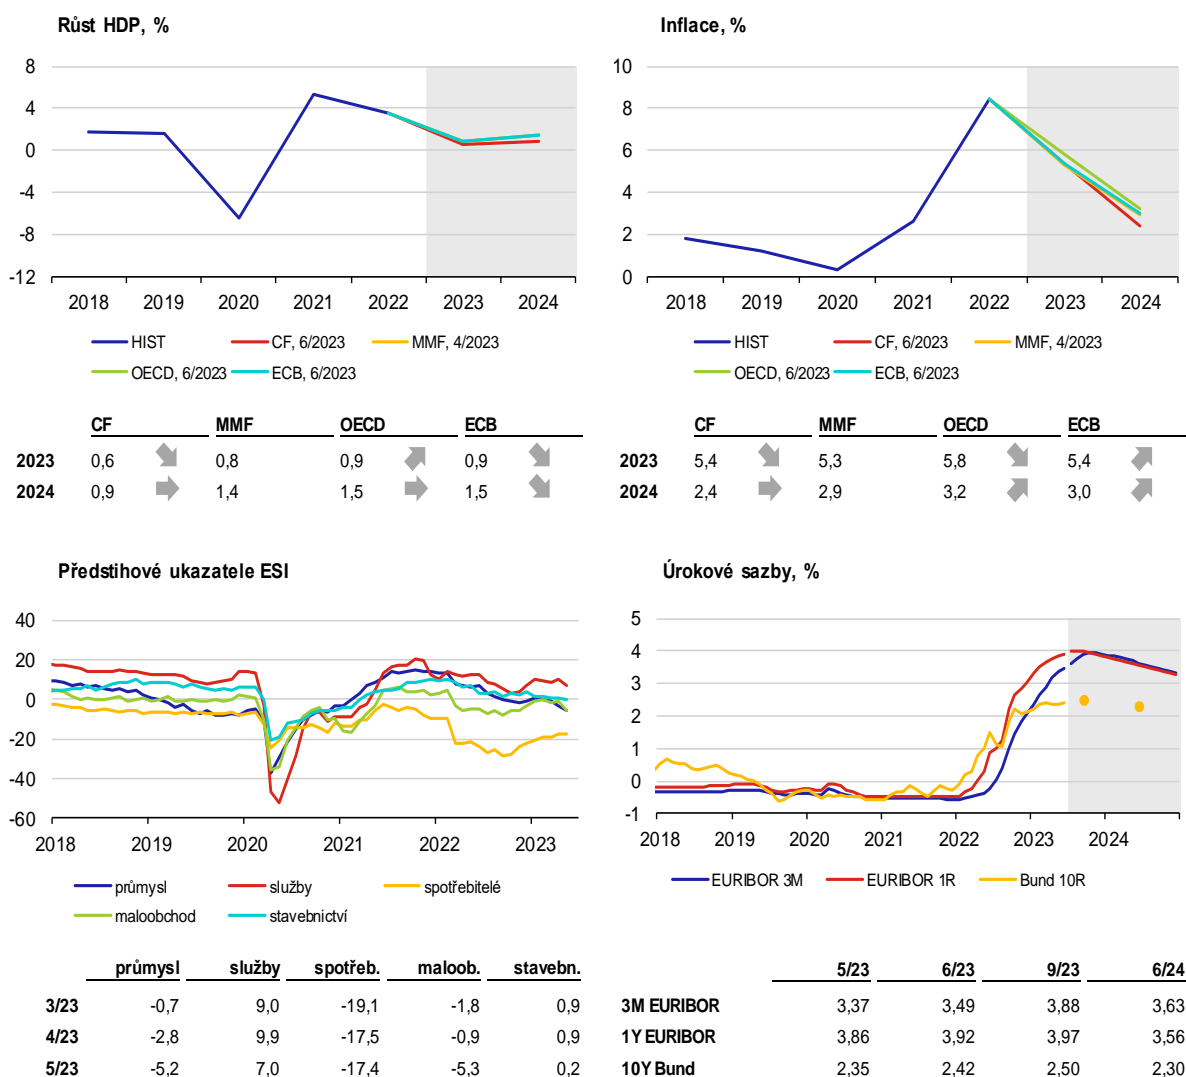 Růst HDP, %
8
4
0
-4
-8
-12
2018 2019 2020 2021 2022 2023 2024
HIST CF, 6/2023 MMF, 4/2023
OECD, 6/2023 ECB, 6/2023
CF MMF OECD ECB
2023 0,6 0,8 0,9 0,9
2024 0,9 1,4 1,5 1,5
Inflace, %
10
8
6
4
2
0
2018 2019 2020 2021 2022 2023 2024
HIST CF, 6/2023 MMF, 4/2023
OECD, 6/2023 ECB, 6/2023
CF MMF OECD ECB
2023 5,4 5,3 5,8 5,4
2024 2,4 2,9 3,2 3,0
Předstihové ukazatele ESI
40
20
0
-20
-40
-60
2018 2019 2020 2021 2022 2023
průmysl služby spotřebitelé
maloobchod stavebnictví
průmysl služby spotřeb. maloob. stavebn.
3/23 -0,7 9,0 -19,1 -1,8 0,9
4/23 -2,8 9,9 -17,5 -0,9 0,9
5/23 -5,2 7,0 -17,4 -5,3 0,2
Úrokové sazby, %
5
4
3
2
1
0
-1
2018 2019 2020 2021 2022 2023 2024
EURIBOR 3M EURIBOR 1R Bund 10R
5/23 6/23 9/23 6/24
3M EURIBOR 3,37 3,49 3,88 3,63
1Y EURIBOR 3,86 3,92 3,97 3,56
10Y Bund 2,35 2,42 2,50 2,30